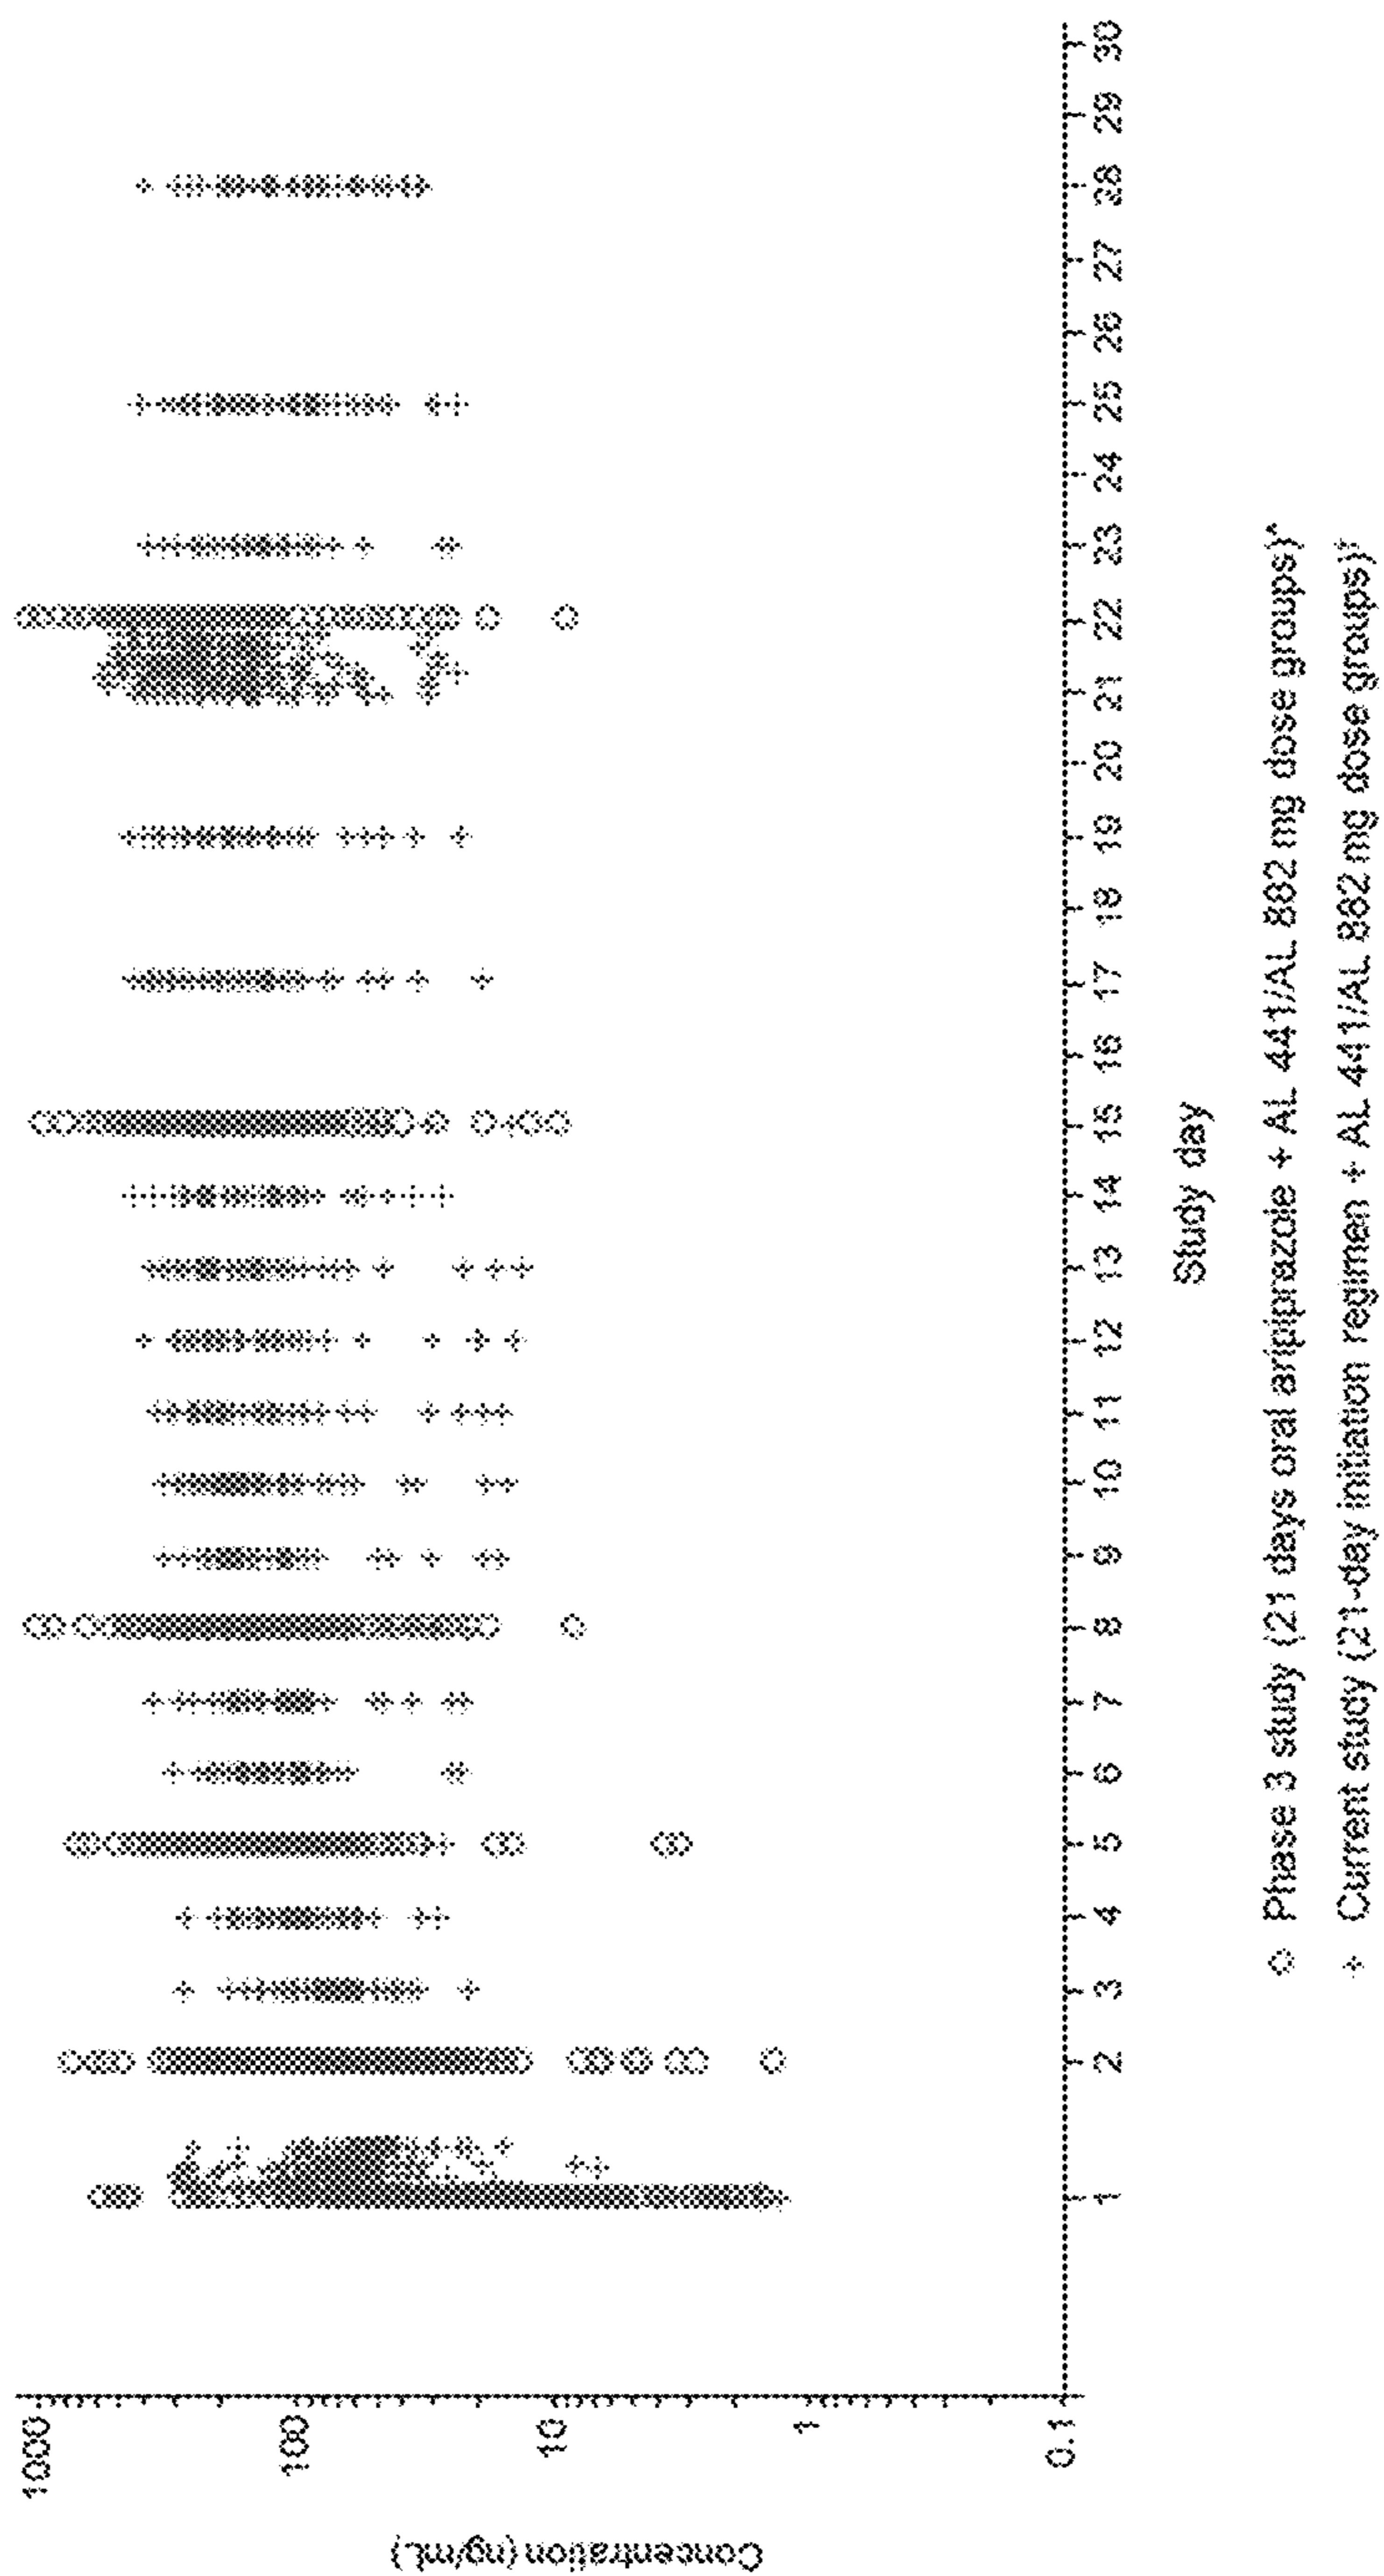 Concentration (ng/mL)
1000
100
10
1
0.1
1 2 3 4 5 6 7 8 9 10 11 12 13 14 15 16 17 18 19 20 21 22 23 24 25 26 27 28 29 30
Study day
◇ Phase 3 study (21 days oral aripiprazole + AL 441/AL 882 mg dose groups)*
+ Current study (21-day initiation regimen + AL 441/AL 882 mg dose groups)†